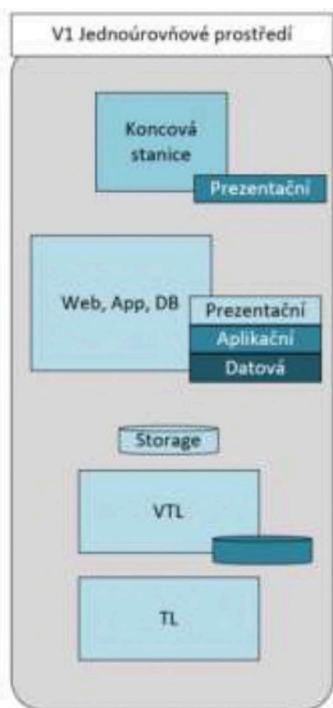 V1 Jednoúrovňové prostředí
Koncová
stanice
Prezentační
Web, App, DB
Prezentační
Aplikační
Datová
Storage
VTL
TL